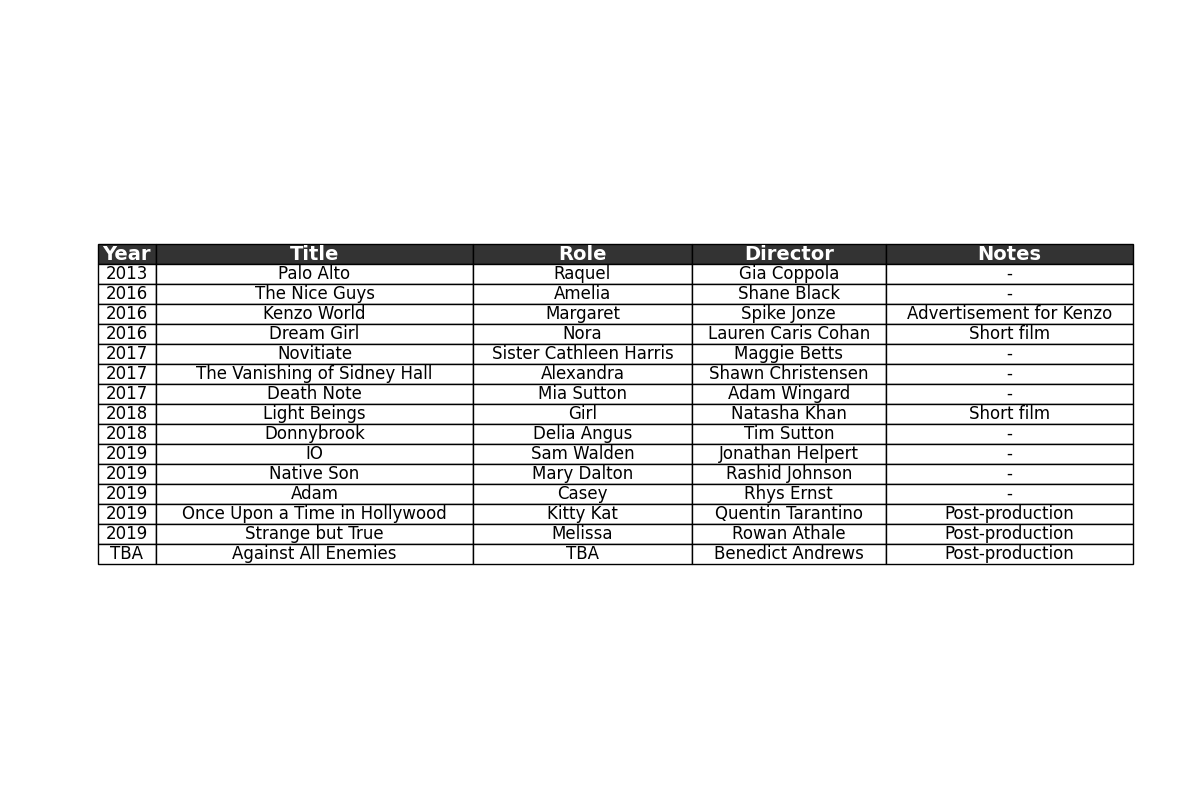 Year Title Role Director Notes
2013 Palo Alto Raquel Gia Coppola -
2016 The Nice Guys Amelia Shane Black -
2016 Kenzo World Margaret Spike Jonze Advertisement for Kenzo
2016 Dream Girl Nora Lauren Caris Cohan Short film
2017 Novitiate Sister Cathleen Harris Maggie Betts -
2017 The Vanishing of Sidney Hall Alexandra Shawn Christensen -
2017 Death Note Mia Sutton Adam Wingard -
2018 Light Beings Girl Natasha Khan Short film
2018 Donnybrook Delia Angus Tim Sutton -
2019 IO Sam Walden Jonathan Helpert -
2019 Native Son Mary Dalton Rashid Johnson -
2019 Adam Casey Rhys Ernst -
2019 Once Upon a Time in Hollywood Kitty Kat Quentin Tarantino Post-production
2019 Strange but True Melissa Rowan Athale Post-production
TBA Against All Enemies TBA Benedict Andrews Post-production